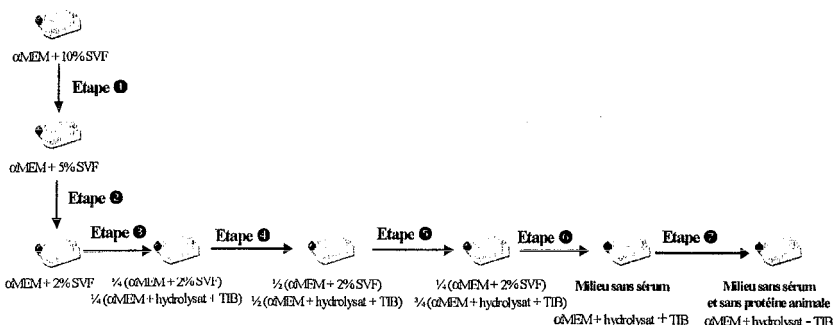 αMEM + 10% SVF
Etape ❶
αMEM + 5% SVF
Etape ❷
αMEM + 2% SVF
Etape ❸
¾ (αMEM + 2% SVF)
¼ (αMEM + hydrolysat + TIB)
Etape ❹
½ (αMEM + 2% SVF)
½ (αMEM + hydrolysat + TIB)
Etape ❺
¼ (αMEM + 2% SVF)
¾ (αMEM + hydrolysat + TIB)
Etape ❻
Milieu sans sérum
αMEM + hydrolysat + TIB
Etape ❼
Milieu sans sérum
et sans protéine animale
αMEM + hydrolysat - TIB